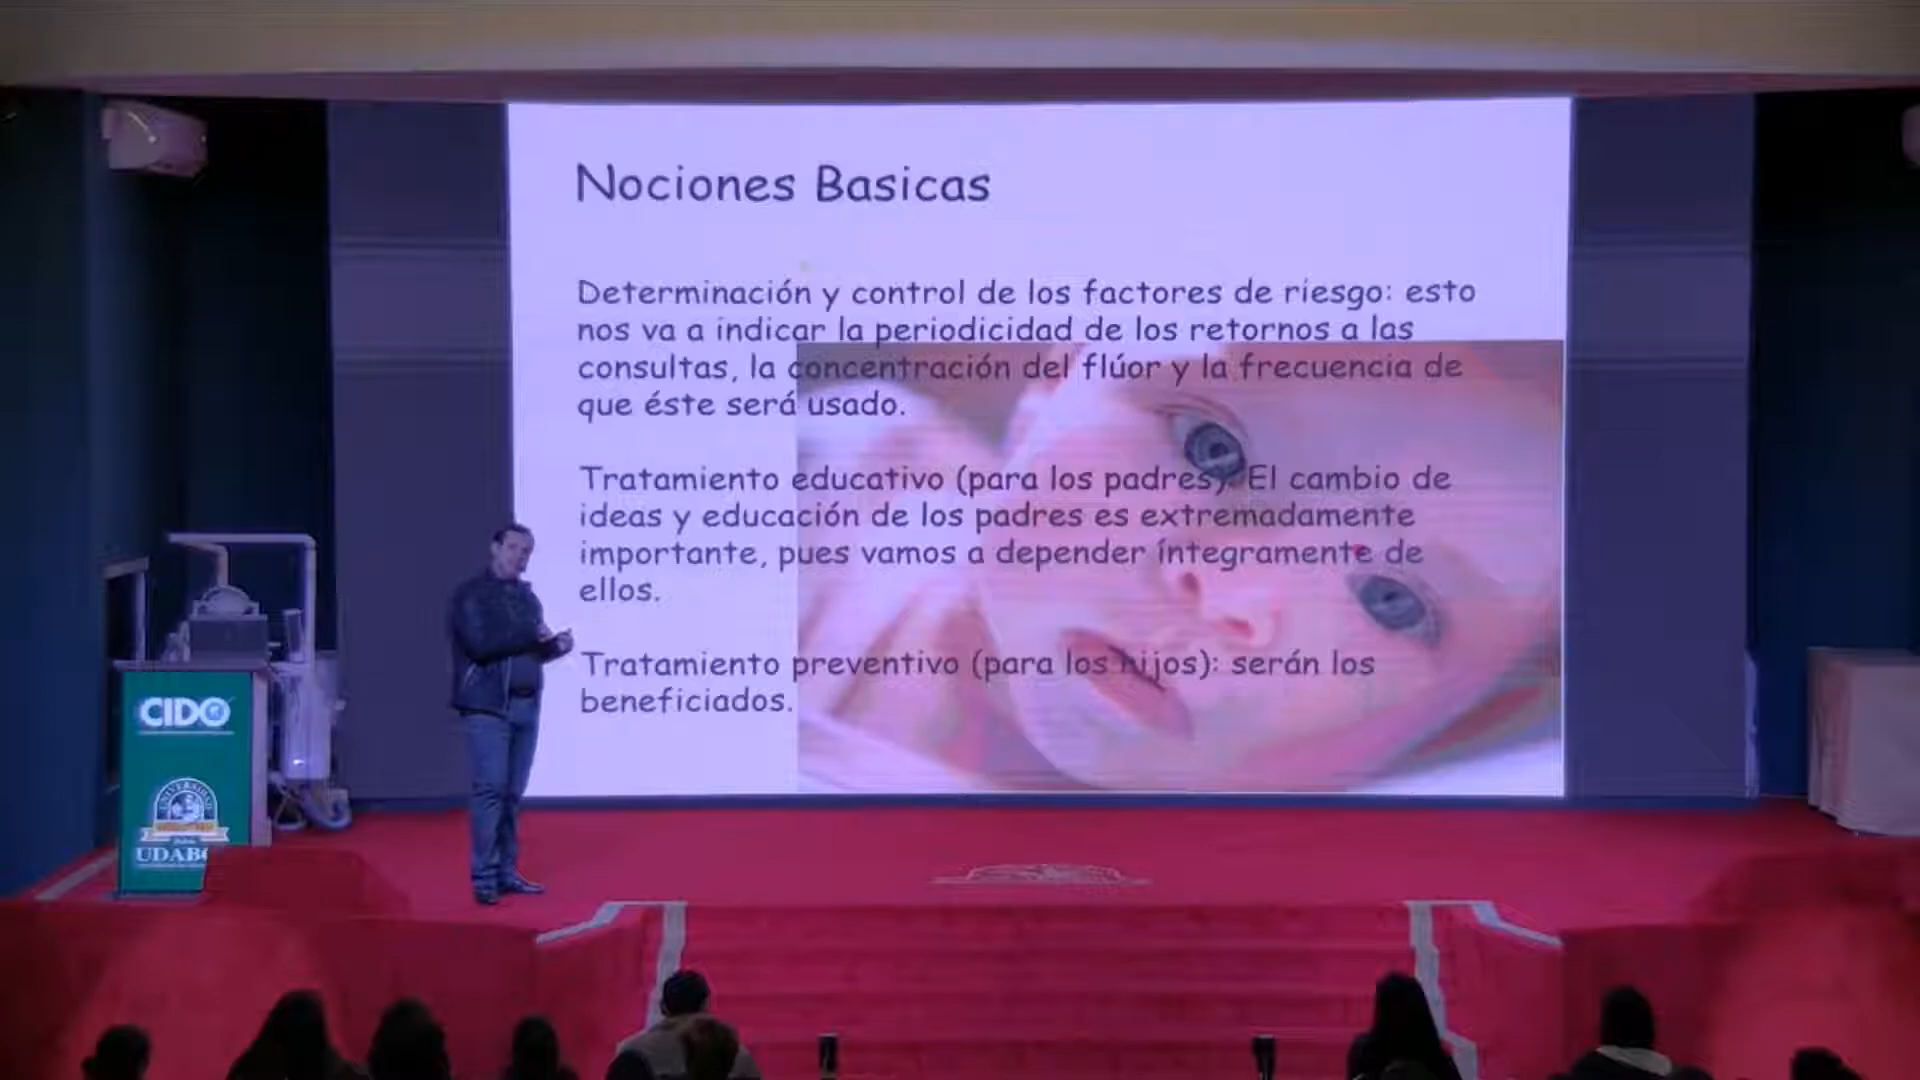 Nociones Basicas
Determinación y control de los factores de riesgo: esto
nos va a indicar la periodicidad de los retornos a las
consultas, la concentración del flúor y la frecuencia de
que éste será usado.
Tratamiento educativo (para los padres). El cambio de
ideas y educación de los padres es extremadamente
importante, pues vamos a depender íntegramente de
ellos.
Tratamiento preventivo (para los hijos): serán los
beneficiados.
CIDO
UNIVERSIDAD
UDABO